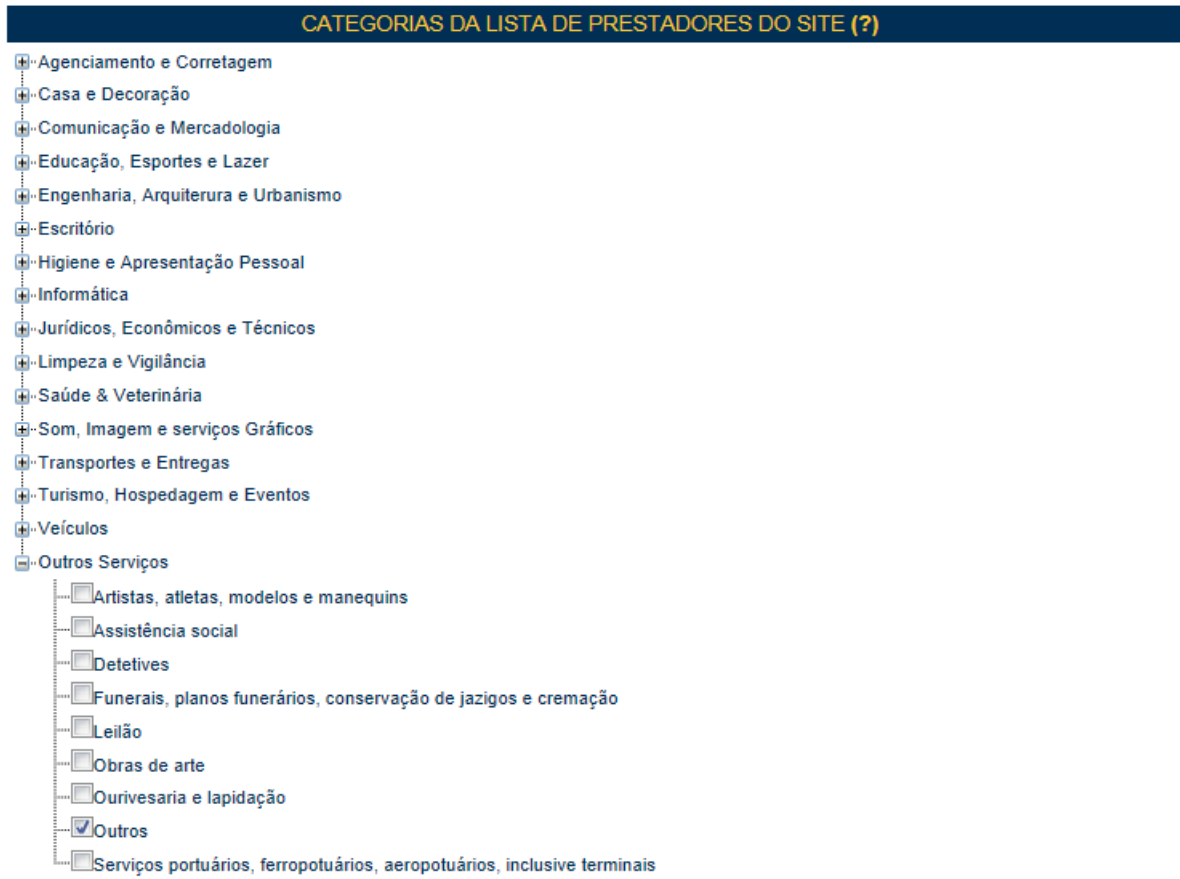 CATEGORIAS DA LISTA DE PRESTADORES DO SITE (?)
Agenciamento e Corretagem
Casa e Decoração
Comunicação e Mercadologia
Educação, Esportes e Lazer
Engenharia, Arquiterura e Urbanismo
Escritório
Higiene e Apresentação Pessoal
Informática
Jurídicos, Econômicos e Técnicos
Limpeza e Vigilância
Saúde & Veterinária
Som, Imagem e serviços Gráficos
Transportes e Entregas
Turismo, Hospedagem e Eventos
Veículos
Outros Serviços
Artistas, atletas, modelos e manequins
Assistência social
Detetives
Funerais, planos funerários, conservação de jazigos e cremação
Leilão
Obras de arte
Ourivesaria e lapidação
Outros
Serviços portuários, ferropotuários, aeropotuários, inclusive terminais